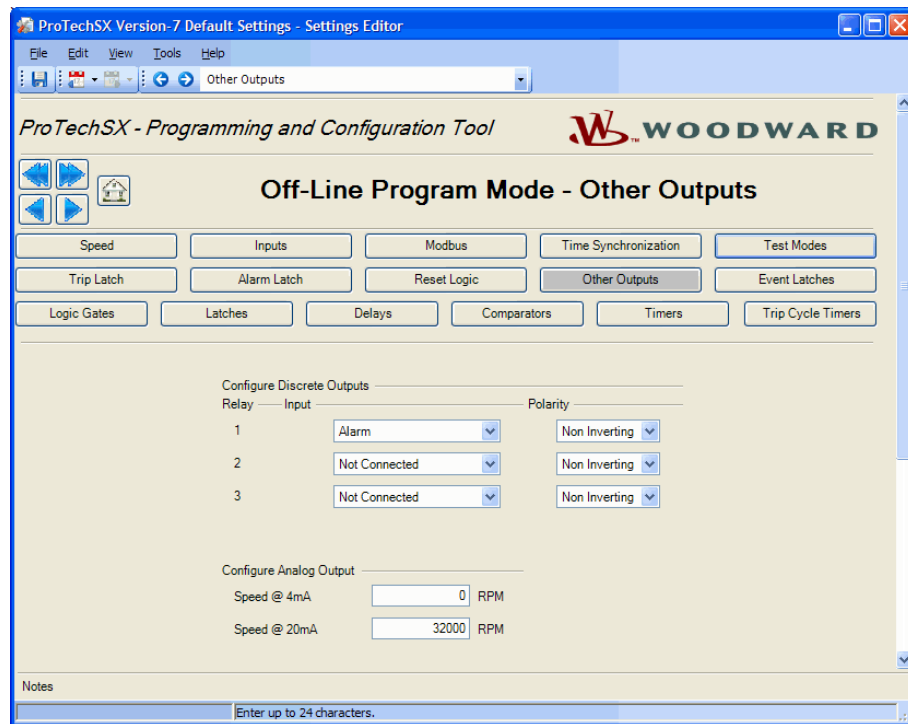 ProTechSX Version-7 Default Settings - Settings Editor
File Edit View Tools Help
Other Outputs
ProTechSX - Programming and Configuration Tool
WOODWARD
Off-Line Program Mode - Other Outputs
Speed Inputs Modbus Time Synchronization Test Modes
Trip Latch Alarm Latch Reset Logic Other Outputs Event Latches
Logic Gates Latches Delays Comparators Timers Trip Cycle Timers
Configure Discrete Outputs
Relay Input Polarity
1 Alarm Non Inverting
2 Not Connected Non Inverting
3 Not Connected Non Inverting
Configure Analog Output
Speed @ 4mA 0 RPM
Speed @ 20mA 32000 RPM
Notes
Enter up to 24 characters.